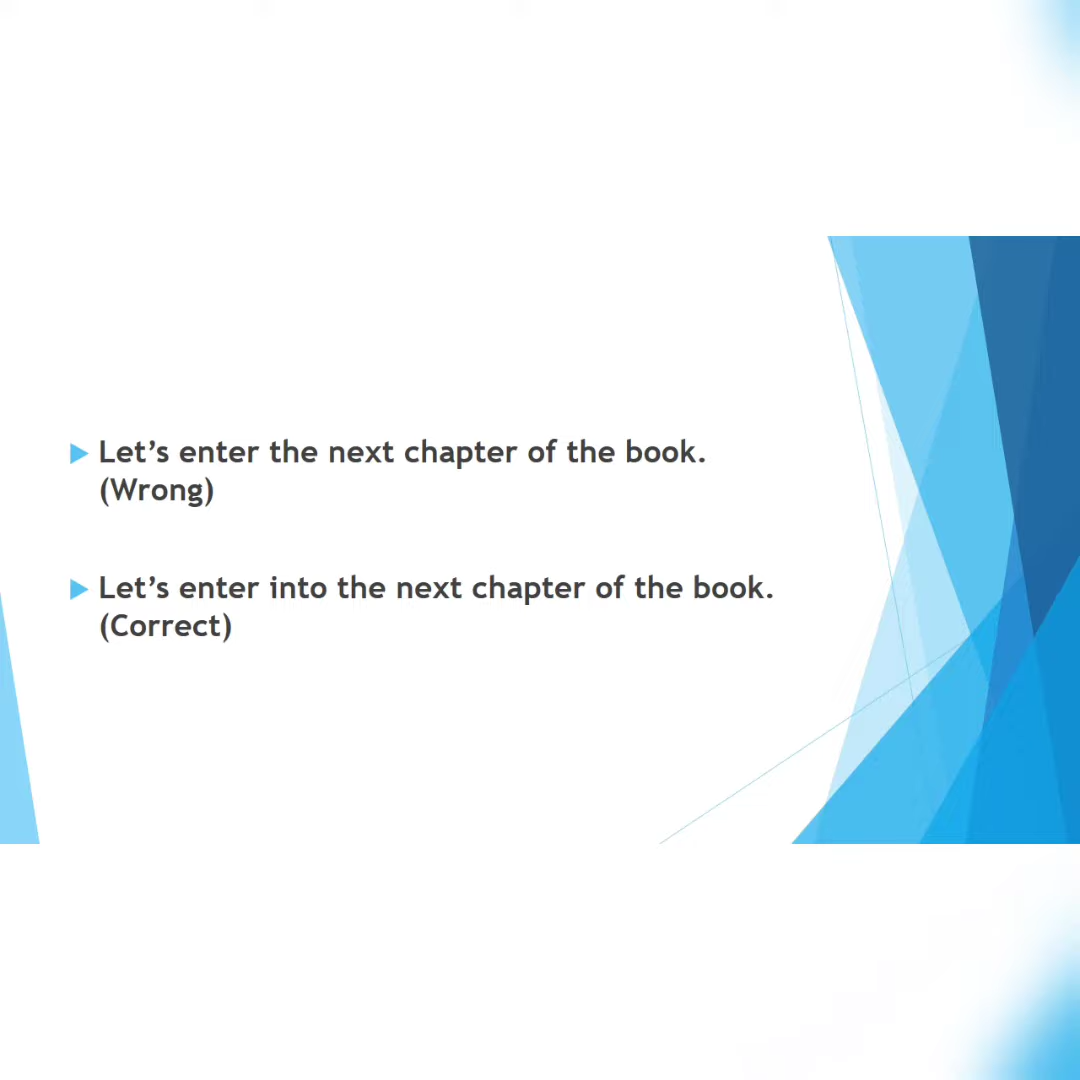 Let’s enter the next chapter of the book.
(Wrong)
Let’s enter into the next chapter of the book.
(Correct)